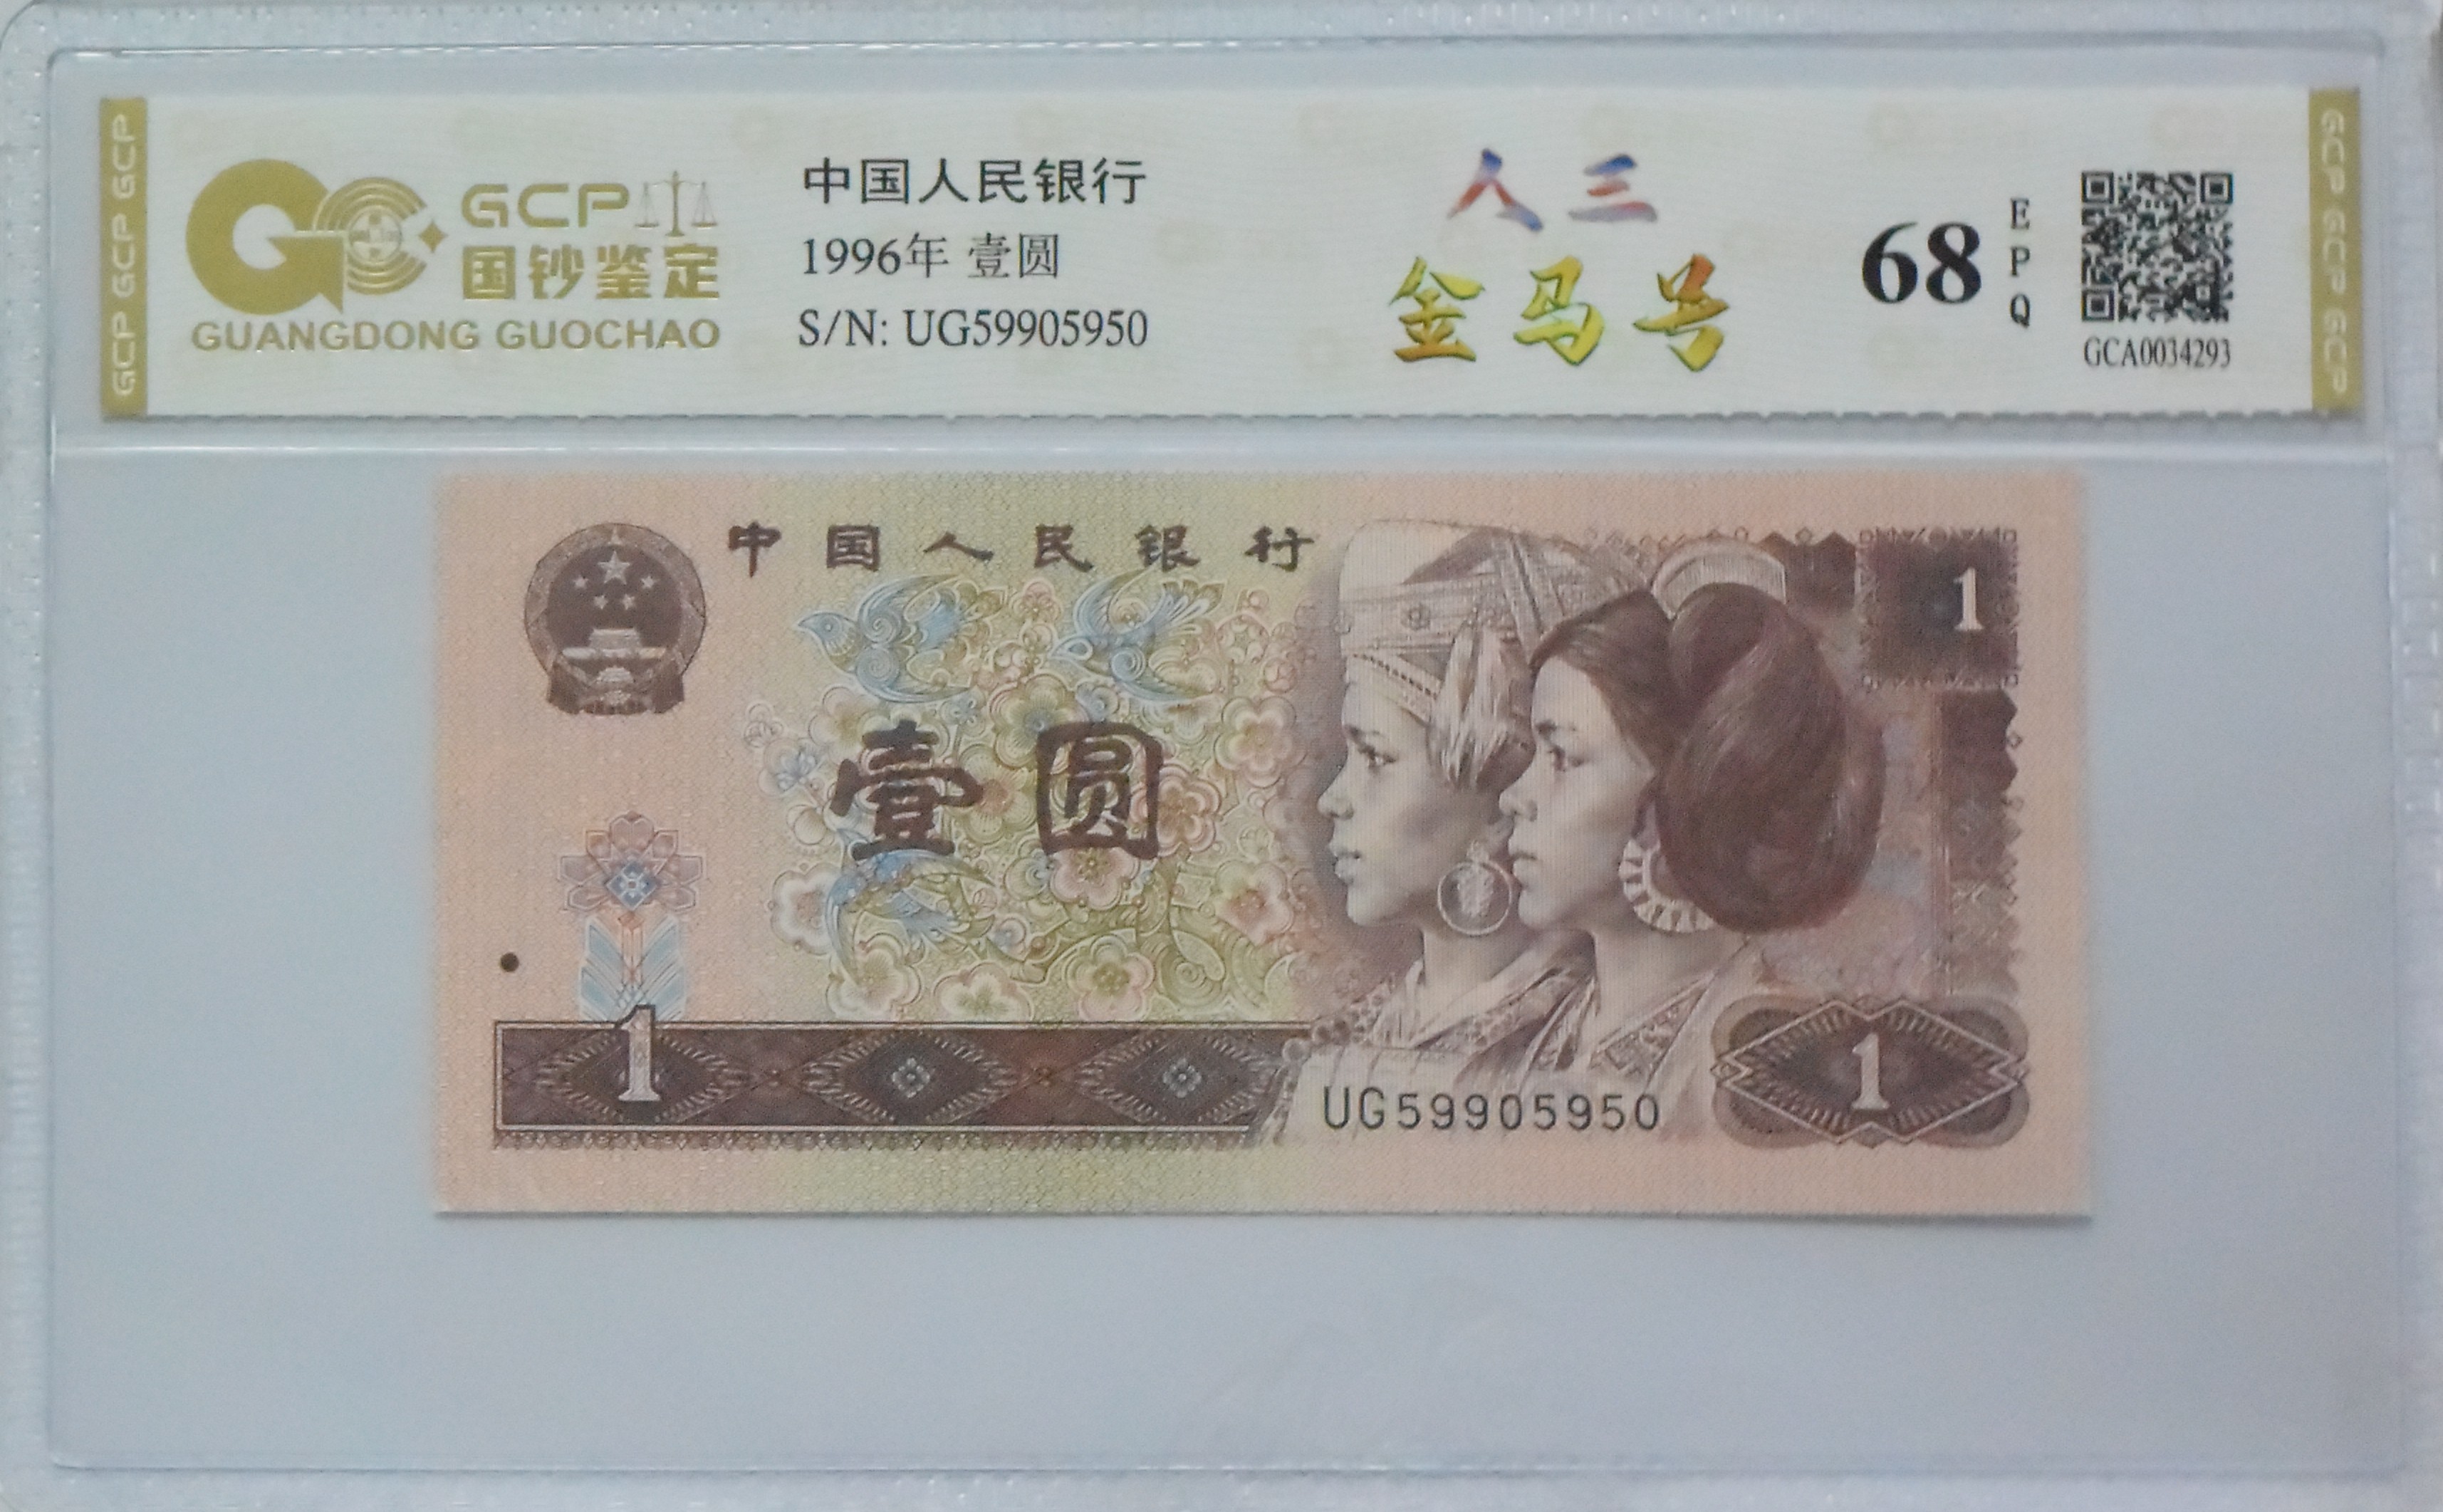 GCP GCP GCP
GCP
国钞鉴定
GUANGDONG GUOCHAO
中国人民银行
1996年 壹圆
S/N: UG59905950
人三
金马号
68
EPQ
GCA0034293
GCP GCP GCP
中国人民银行
1
壹圆
1
UG59905950
1